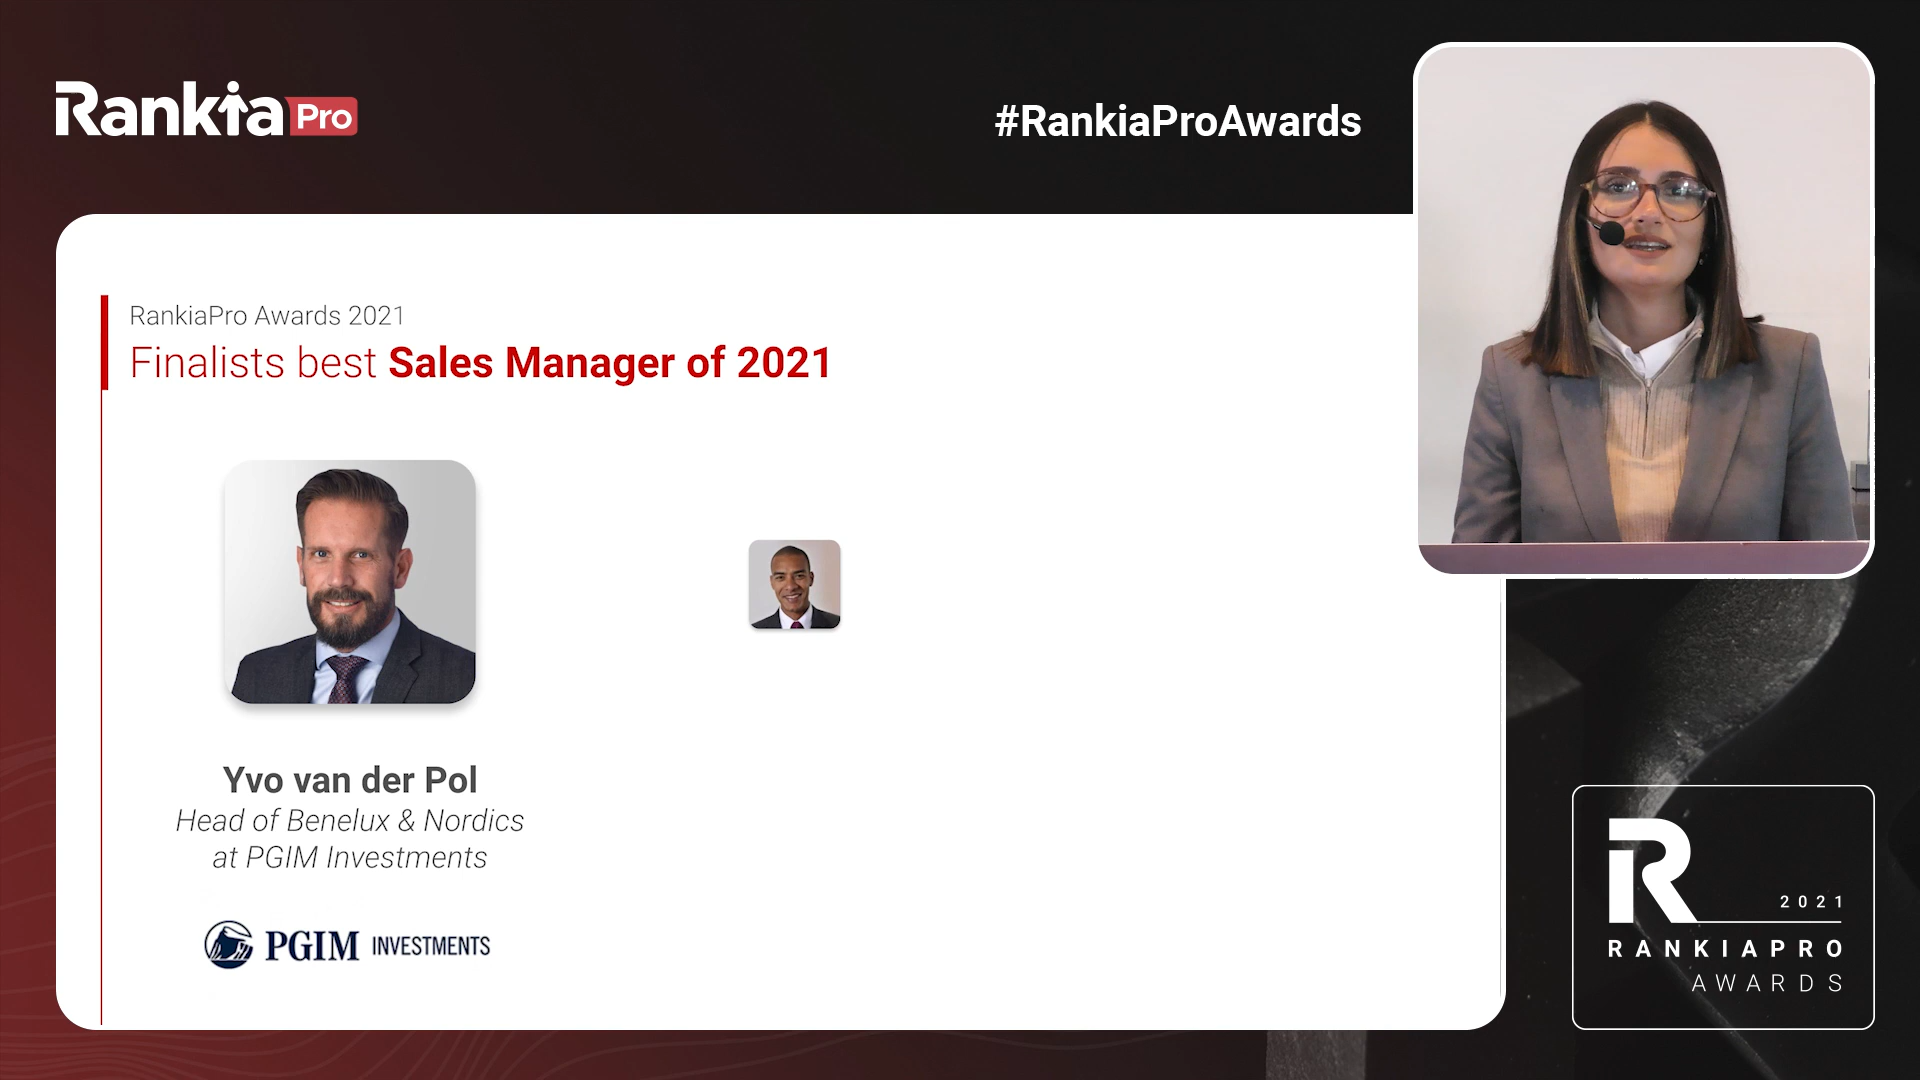 Rankia Pro
#RankiaProAwards
RankiaPro Awards 2021
Finalists best Sales Manager of 2021
Yvo van der Pol
Head of Benelux & Nordics
at PGIM Investments
PGIM INVESTMENTS
R
2021
RANKIAPRO
AWARDS